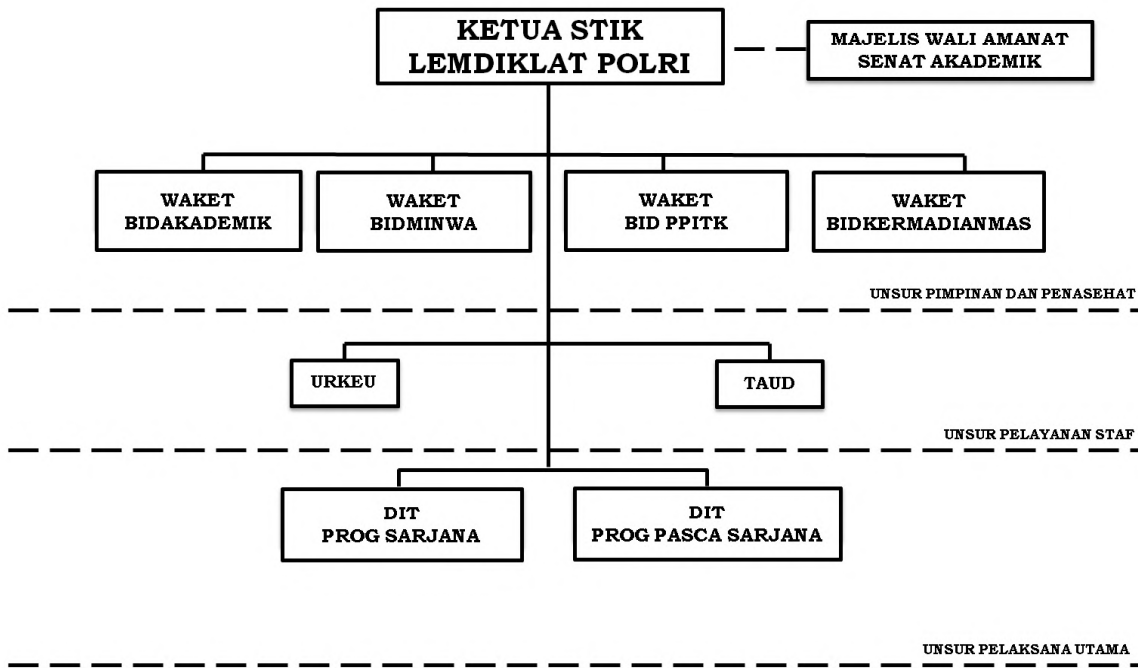 KETUA STIK
LEMDIKLAT POLRI
MAJELIS WALI AMANAT
SENAT AKADEMIK
WAKET
BIDAKADEMIK
WAKET
BIDMINWA
WAKET
BID PPITK
WAKET
BIDKERMADIANMAS
UNSUR PIMPINAN DAN PENASEHAT
URKEU
TAUD
UNSUR PELAYANAN STAF
DIT
PROG SARJANA
DIT
PROG PASCA SARJANA
UNSUR PELAKSANA UTAMA